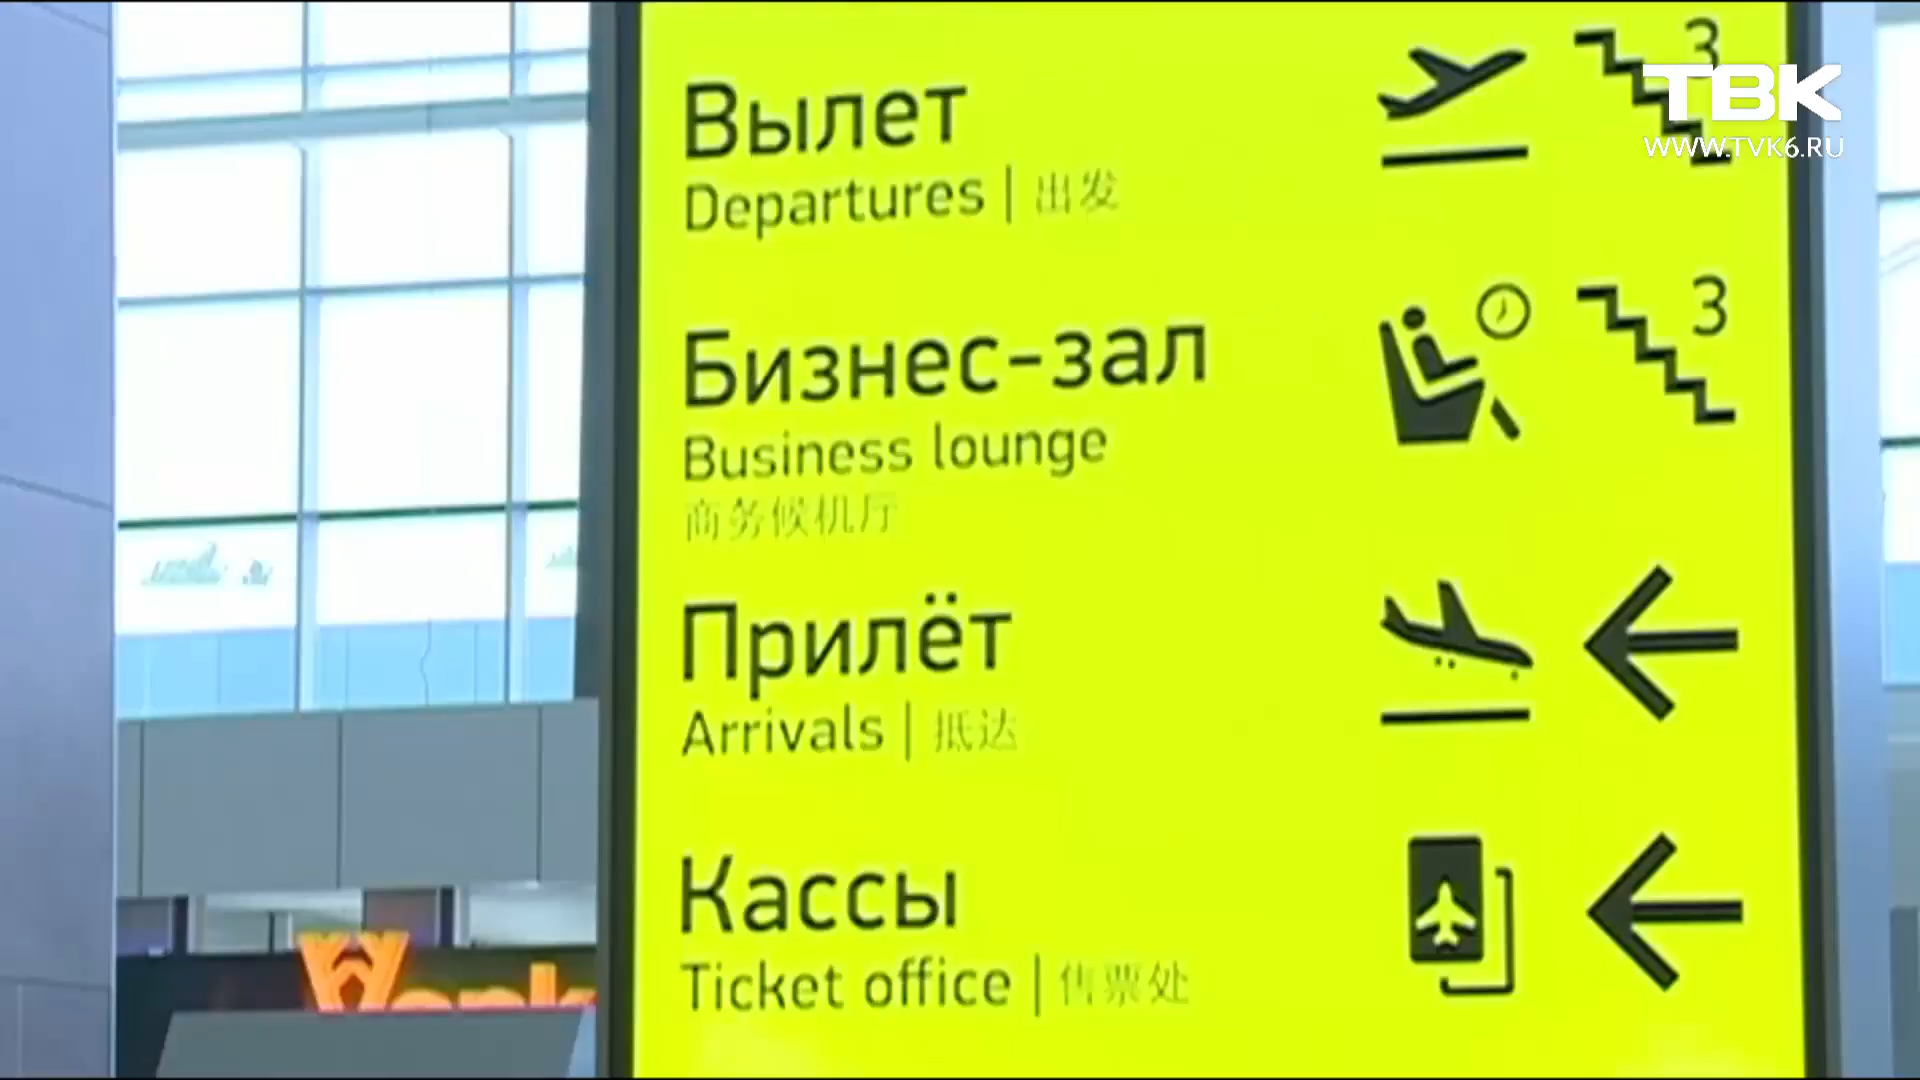 Вылет
3
Departures | 出发
ТВК
WWW.TVK6.RU
Бизнес-зал
3
Business lounge
商务候机厅
Прилёт
Arrivals | 抵达
Кассы
Ticket office | 售票处